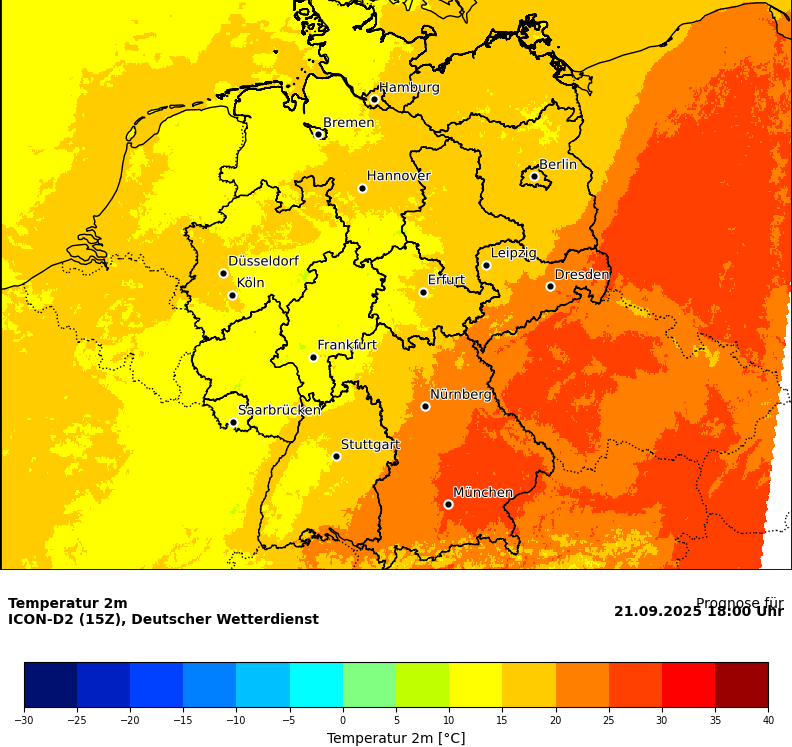 Hamburg
Bremen
Berlin
Hannover
Leipzig
Düsseldorf
Dresden
Köln
Erfurt
Frankfurt
Nürnberg
Saarbrücken
Stuttgart
München
Temperatur 2m
Prognose für
ICON-D2 (15Z), Deutscher Wetterdienst
21.09.2025 18:00 Uhr
−30 −25 −20 −15 −10 −5 0 5 10 15 20 25 30 35 40
Temperatur 2m [°C]